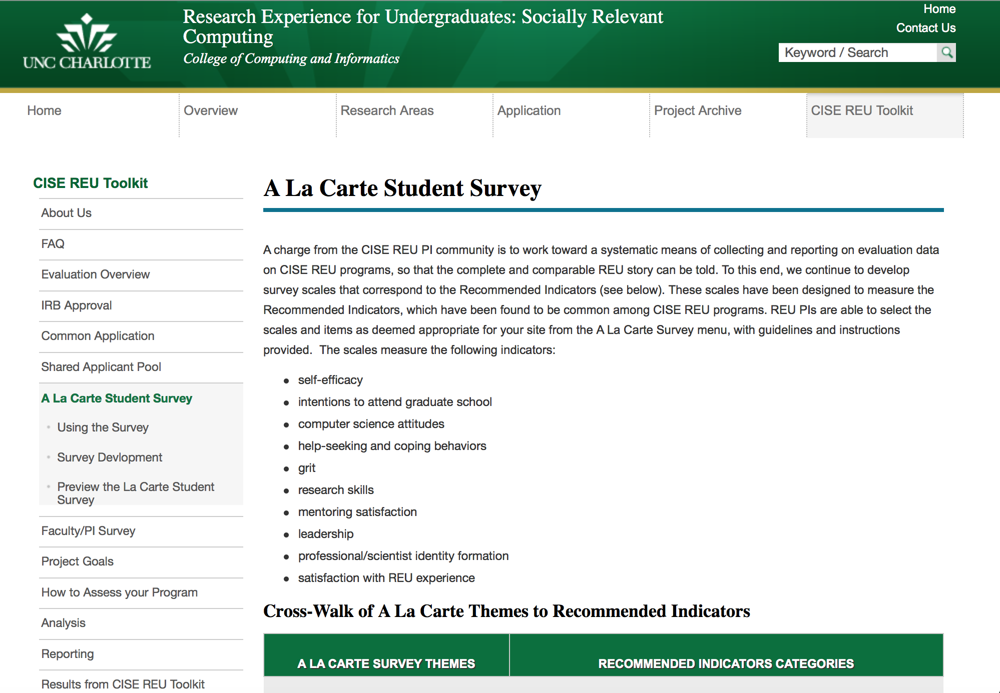 Research Experience for Undergraduates: Socially Relevant
Computing
College of Computing and Informatics
UNC CHARLOTTE
Home
Contact Us
Keyword / Search
Home
Overview
Research Areas
Application
Project Archive
CISE REU Toolkit
CISE REU Toolkit
About Us
FAQ
Evaluation Overview
IRB Approval
Common Application
Shared Applicant Pool
A La Carte Student Survey
Using the Survey
Survey Devlopment
Preview the La Carte Student
Survey
Faculty/PI Survey
Project Goals
How to Assess your Program
Analysis
Reporting
Results from CISE REU Toolkit
A La Carte Student Survey
A charge from the CISE REU PI community is to work toward a systematic means of collecting and reporting on evaluation data
on CISE REU programs, so that the complete and comparable REU story can be told. To this end, we continue to develop
survey scales that correspond to the Recommended Indicators (see below). These scales have been designed to measure the
Recommended Indicators, which have been found to be common among CISE REU programs. REU PIs are able to select the
scales and items as deemed appropriate for your site from the A La Carte Survey menu, with guidelines and instructions
provided.  The scales measure the following indicators:
• self-efficacy
• intentions to attend graduate school
• computer science attitudes
• help-seeking and coping behaviors
• grit
• research skills
• mentoring satisfaction
• leadership
• professional/scientist identity formation
• satisfaction with REU experience
Cross-Walk of A La Carte Themes to Recommended Indicators
A LA CARTE SURVEY THEMES
RECOMMENDED INDICATORS CATEGORIES